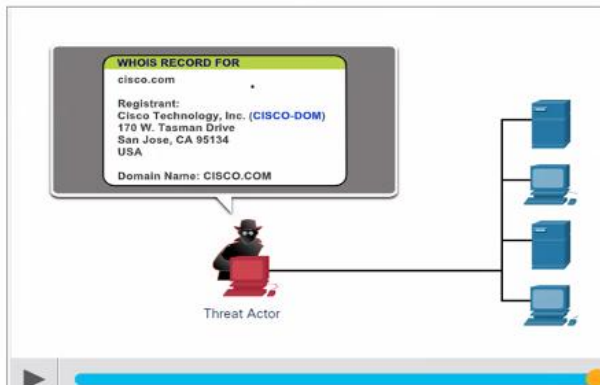 WHOIS RECORD FOR
cisco.com
Registrant:
Cisco Technology, Inc. (CISCO-DOM)
170 W. Tasman Drive
San Jose, CA 95134
USA
Domain Name: CISCO.COM
Threat Actor